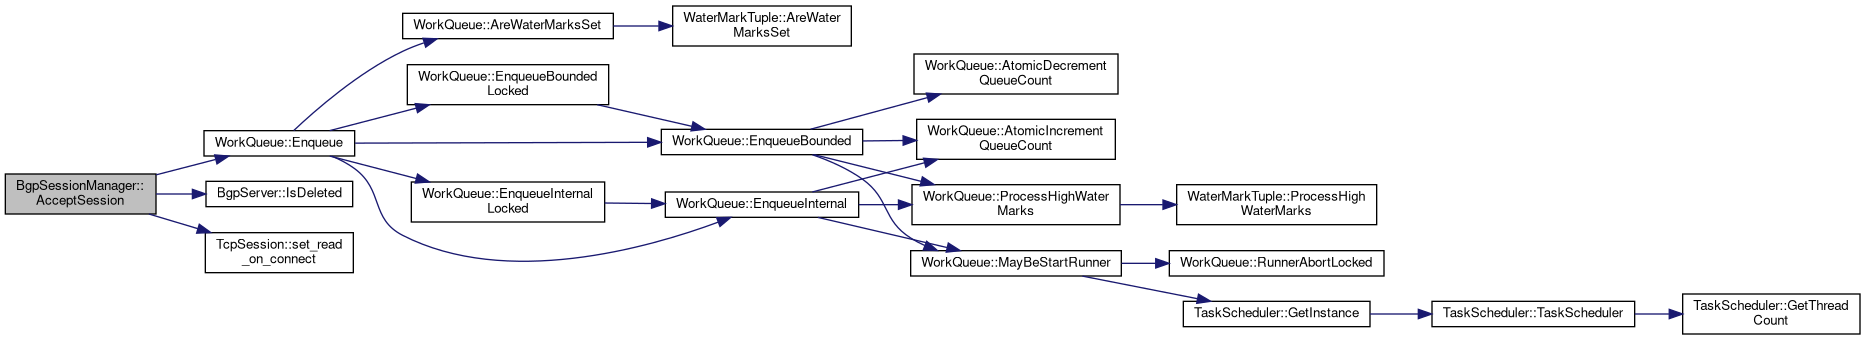 BgpSessionManager::
AcceptSession
WorkQueue::Enqueue
BgpServer::IsDeleted
TcpSession::set_read
_on_connect
WorkQueue::AreWaterMarksSet
WorkQueue::EnqueueBounded
Locked
WorkQueue::EnqueueInternal
Locked
WaterMarkTuple::AreWater
MarksSet
WorkQueue::EnqueueBounded
WorkQueue::EnqueueInternal
WorkQueue::AtomicDecrement
QueueCount
WorkQueue::AtomicIncrement
QueueCount
WorkQueue::ProcessHighWater
Marks
WorkQueue::MayBeStartRunner
WaterMarkTuple::ProcessHigh
WaterMarks
WorkQueue::RunnerAbortLocked
TaskScheduler::GetInstance
TaskScheduler::TaskScheduler
TaskScheduler::GetThread
Count